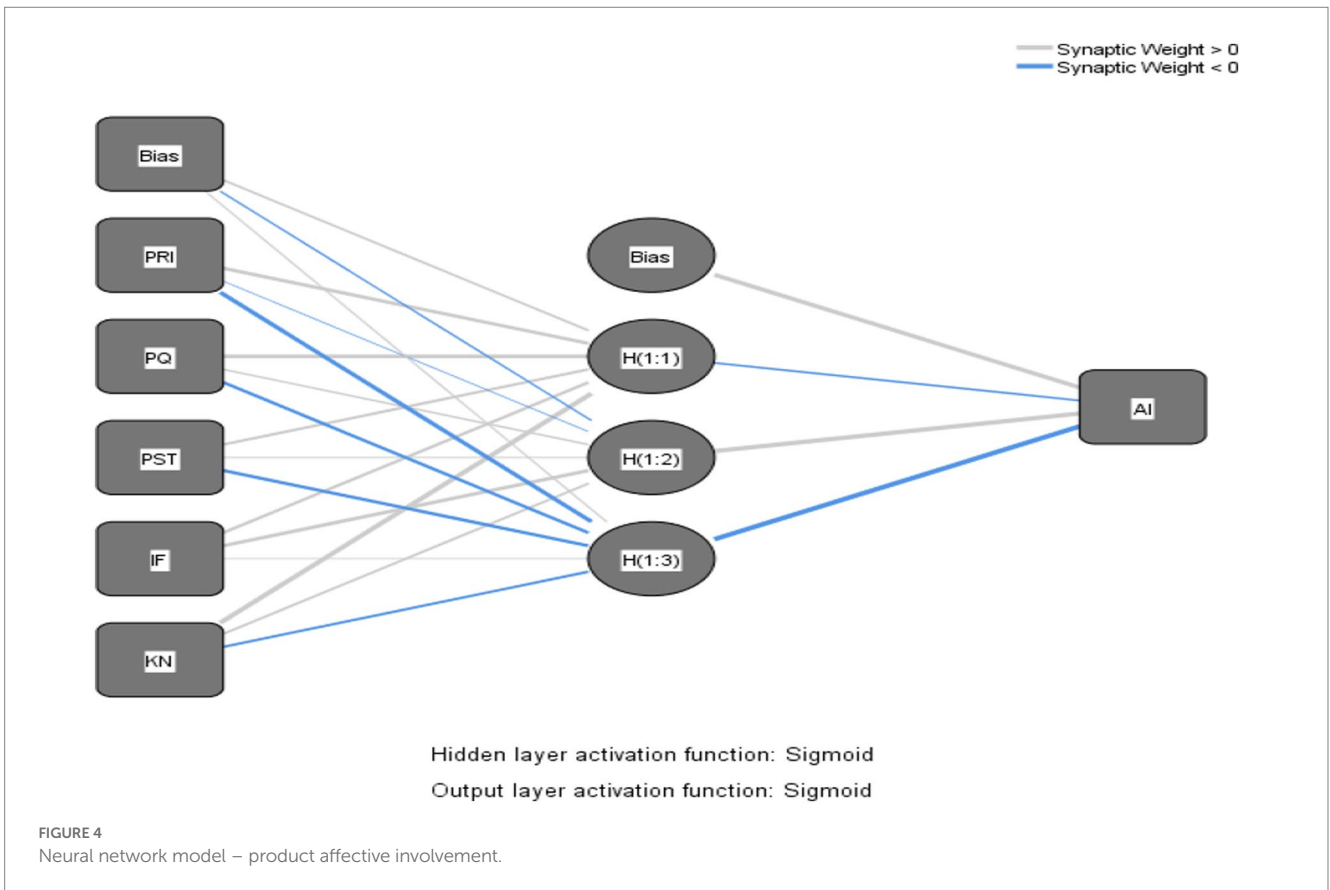 Synaptic Weight > 0
Synaptic Weight < 0
Bias
PRI
PQ
PST
IF
KN
Bias
H(1:1)
H(1:2)
H(1:3)
AI
Hidden layer activation function: Sigmoid
Output layer activation function: Sigmoid
FIGURE 4
Neural network model – product affective involvement.